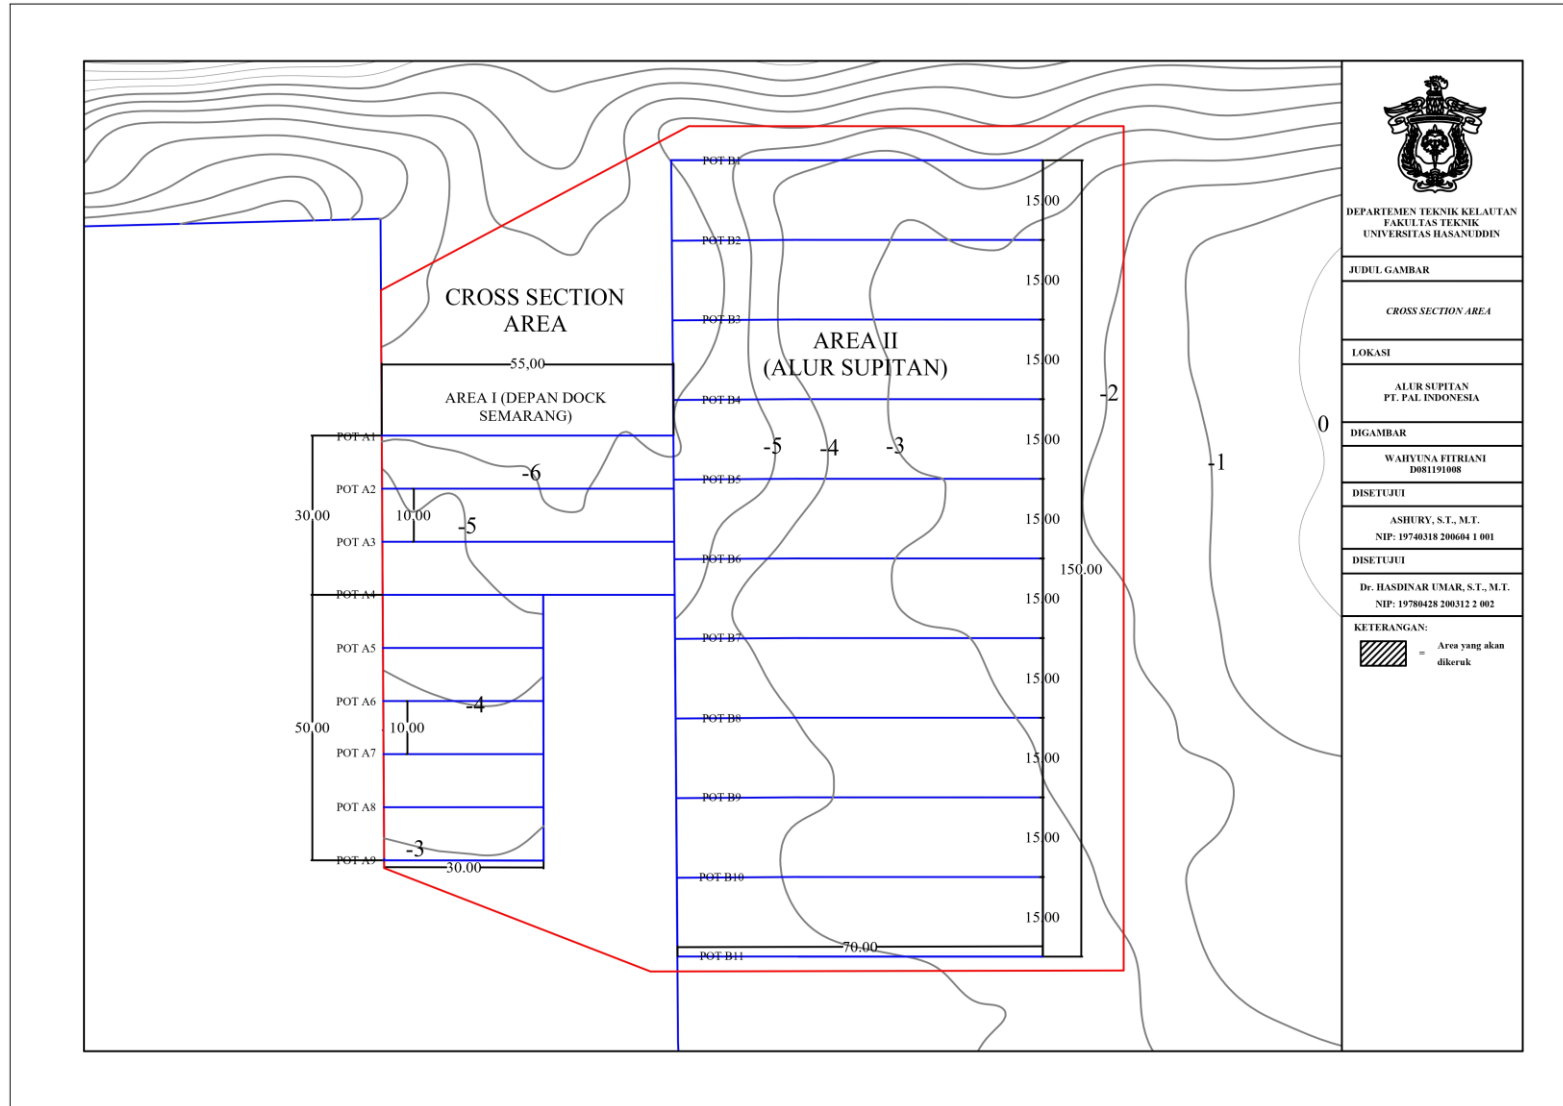 CROSS SECTION
AREA
55,00
AREA I (DEPAN DOCK
SEMARANG)
AREA II
(ALUR SUPITAN)
POT A1
POT A2
POT A3
POT A4
POT A5
POT A6
POT A7
POT A8
POT A9
30.00
10.00
50.00
10.00
30.00
-6
-5
-4
-3
POT B1
POT B2
POT B3
POT B4
POT B5
POT B6
POT B7
POT B8
POT B9
POT B10
POT B11
15.00
15.00
15.00
15.00
15.00
15.00
15.00
15.00
15.00
15.00
150.00
70.00
-5
-4
-3
-2
-1
0
DEPARTEMEN TEKNIK KELAUTAN
FAKULTAS TEKNIK
UNIVERSITAS HASANUDDIN
JUDUL GAMBAR
CROSS SECTION AREA
LOKASI
ALUR SUPITAN
PT. PAL INDONESIA
DIGAMBAR
WAHYUNA FITRIANI
D081191008
DISETUJUI
ASHURY, S.T., M.T.
NIP: 19740318 200604 1 001
DISETUJUI
Dr. HASDINAR UMAR, S.T., M.T.
NIP: 19780428 200312 2 002
KETERANGAN:
= Area yang akan
dikeruk